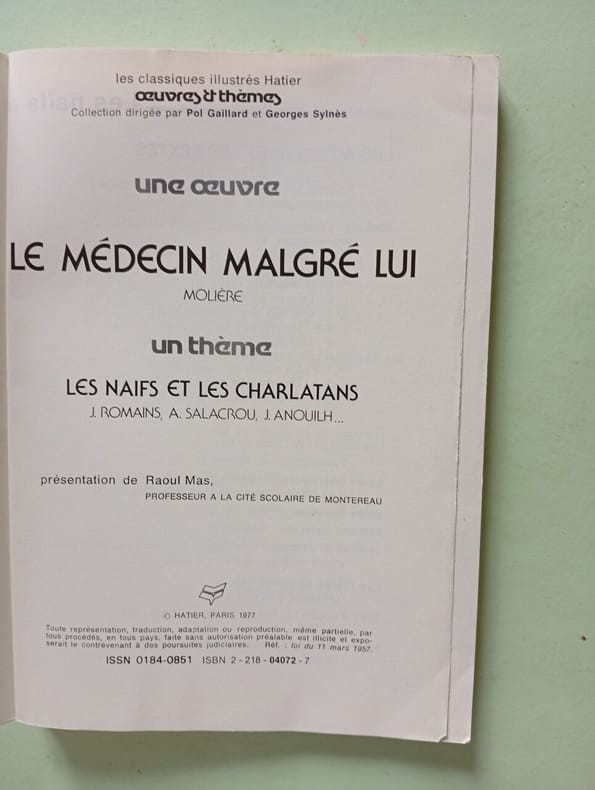 les classiques illustrés Hatier
œuvres & thèmes
Collection dirigée par Pol Gaillard et Georges Sylnès
une œuvre
LE MÉDECIN MALGRÉ LUI
MOLIÈRE
un thème
LES NAIFS ET LES CHARLATANS
J. ROMAINS, A. SALACROU, J. ANOUILH...
présentation de Raoul Mas,
PROFESSEUR A LA CITÉ SCOLAIRE DE MONTEREAU
© HATIER, PARIS 1977
Toute représentation, traduction, adaptation ou reproduction, même partielle, par
tous procédés, en tous pays, faite sans autorisation préalable est illicite et expo-
serait le contrevenant à des poursuites judiciaires. Réf. : loi du 11 mars 1957.
ISSN 0184-0851 ISBN 2 - 218 - 04072 - 7